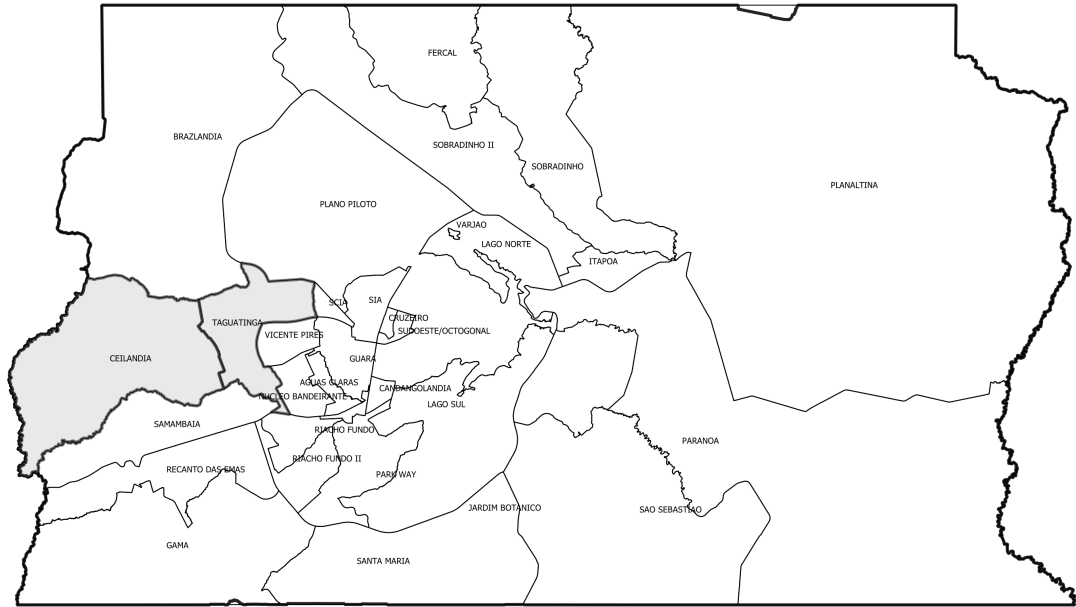 FERCAL
BRAZLANDIA
SOBRADINHO II
SOBRADINHO
PLANALTINA
PLANO PILOTO
VARJAO
LAGO NORTE
ITAPOA
SCIA
SIA
CRUZEIRO
TAGUATINGA
SUDOESTE/OCTOGONAL
VICENTE PIRES
CEILANDIA
GUARA
AGUAS CLARAS
CANDANGOLANDIA
NUCLEO BANDEIRANTE
LAGO SUL
SAMAMBAIA
RIACHO FUNDO
PARANOA
RIACHO FUNDO II
RECANTO DAS EMAS
PARK WAY
JARDIM BOTANICO
SAO SEBASTIAO
GAMA
SANTA MARIA